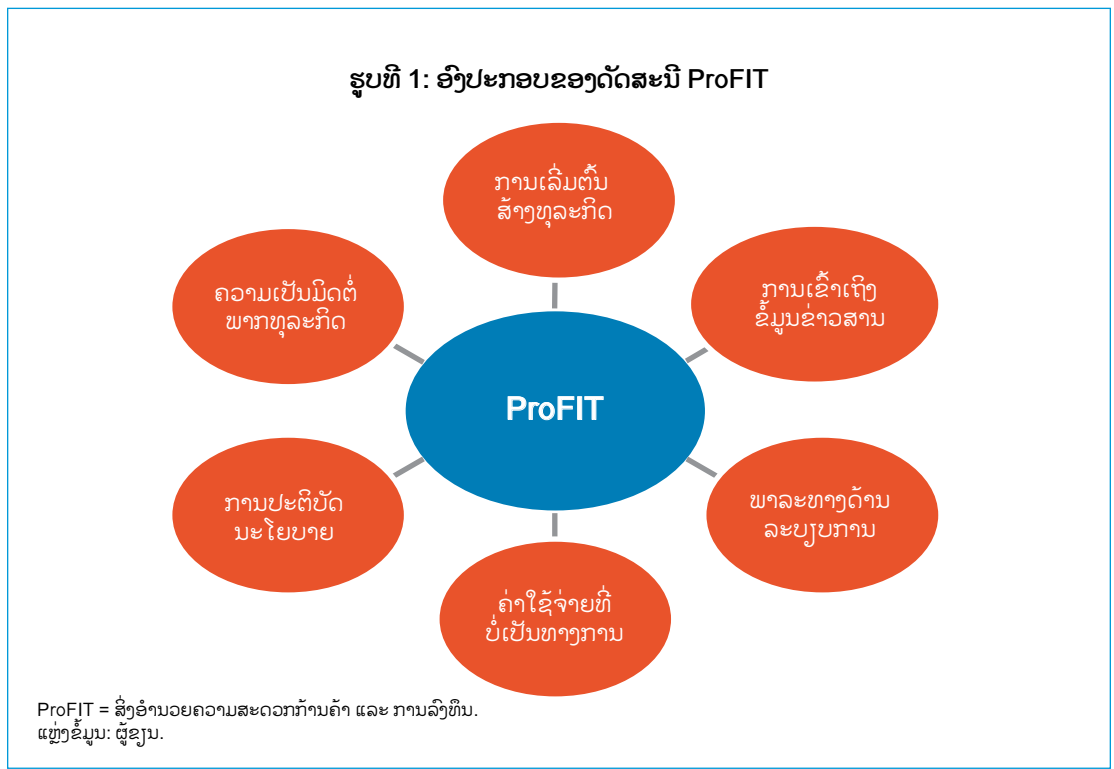 ຮູບທີ 1: ອົງປະກອບຂອງດັດສະນີ ProFIT
ການເລີ່ມຕົ້ນ
ສ້າງທຸລະກິດ
ການເຂົ້າເຖິງ
ຂໍ້ມູນຂ່າວສານ
ພາລະທາງດ້ານ
ລະບຽບການ
ຄ່າໃຊ້ຈ່າຍທີ່
ບໍ່ເປັນທາງການ
ການປະຕິບັດ
ນະໂຍບາຍ
ຄວາມເປັນມິດຕໍ່
ພາກທຸລະກິດ
ProFIT
ProFIT = ສິ່ງອໍານວຍຄວາມສະດວກກ້ານຄ້າ ແລະ ການລົງທຶນ.
ແຫຼ່ງຂໍ້ມູນ: ຜູ້ຂຽນ.